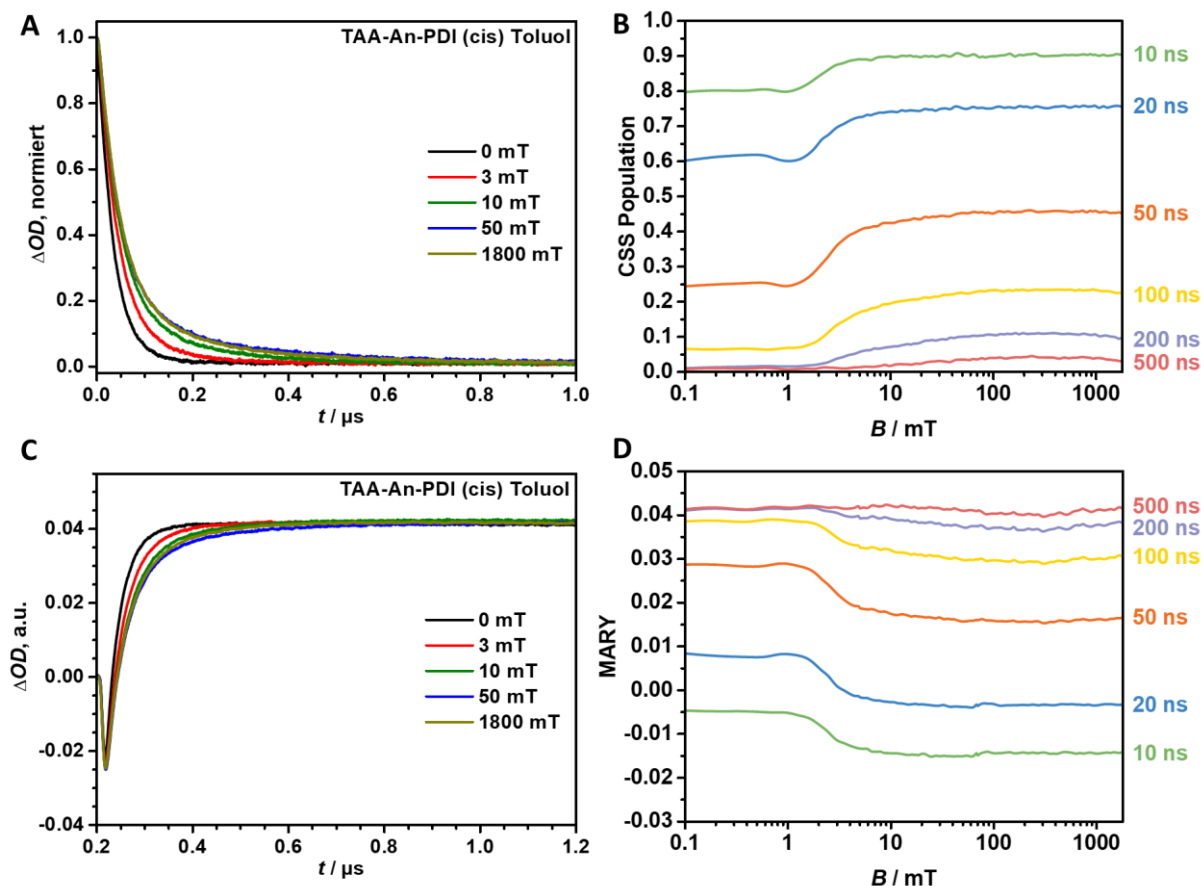 A
TAA-An-PDI (cis) Toluol
ΔOD, normiert
1.0
0.8
0.6
0.4
0.2
0.0
0 mT
3 mT
10 mT
50 mT
1800 mT
0.0 0.2 0.4 0.6 0.8 1.0
t / µs
B
CSS Population
1.0
0.9
0.8
0.7
0.6
0.5
0.4
0.3
0.2
0.1
0.0
10 ns
20 ns
50 ns
100 ns
200 ns
500 ns
0.1 1 10 100 1000
B / mT
C
TAA-An-PDI (cis) Toluol
ΔOD, a.u.
0.04
0.02
0.00
-0.02
-0.04
0 mT
3 mT
10 mT
50 mT
1800 mT
0.2 0.4 0.6 0.8 1.0 1.2
t / µs
D
MARY
0.05
0.04
0.03
0.02
0.01
0.00
-0.01
-0.02
-0.03
500 ns
200 ns
100 ns
50 ns
20 ns
10 ns
0.1 1 10 100 1000
B / mT